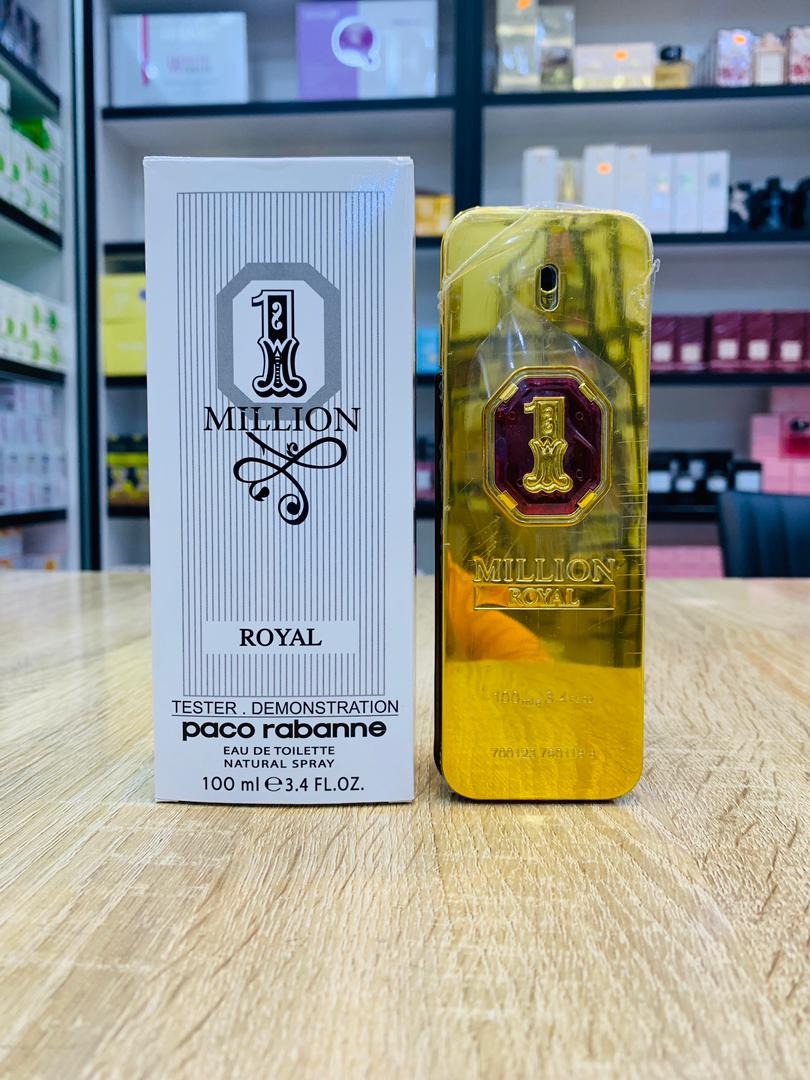 1
MILLION
ROYAL
TESTER . DEMONSTRATION
paco rabanne
EAU DE TOILETTE
NATURAL SPRAY
100 ml ℮ 3.4 FL.OZ.
1
MILLION
ROYAL